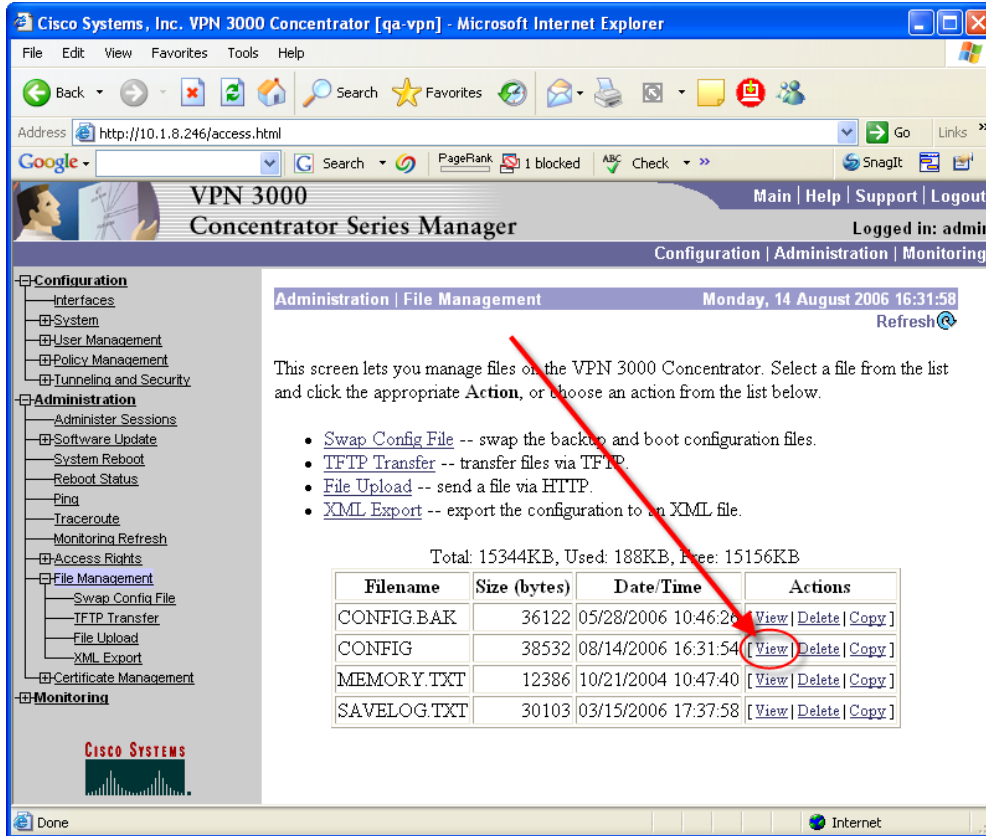 Cisco Systems, Inc. VPN 3000 Concentrator [qa-vpn] - Microsoft Internet Explorer
File Edit View Favorites Tools Help
Back Search Favorites
Address http://10.1.8.246/access.html Go Links »
Google Search PageRank 1 blocked ABC Check » SnagIt
VPN 3000
Concentrator Series Manager
Main | Help | Support | Logout
Logged in: admin
Configuration | Administration | Monitoring
Configuration
Interfaces
System
User Management
Policy Management
Tunneling and Security
Administration
Administer Sessions
Software Update
System Reboot
Reboot Status
Ping
Traceroute
Monitoring Refresh
Access Rights
File Management
Swap Config File
TFTP Transfer
File Upload
XML Export
Certificate Management
Monitoring
CISCO SYSTEMS
Administration | File Management Monday, 14 August 2006 16:31:58
Refresh
This screen lets you manage files on the VPN 3000 Concentrator. Select a file from the list
and click the appropriate Action, or choose an action from the list below.
• Swap Config File -- swap the backup and boot configuration files.
• TFTP Transfer -- transfer files via TFTP.
• File Upload -- send a file via HTTP.
• XML Export -- export the configuration to an XML file.
Total: 15344KB, Used: 188KB, Free: 15156KB
Filename Size (bytes) Date/Time Actions
CONFIG.BAK 36122 05/28/2006 10:46:26 [ View | Delete | Copy ]
CONFIG 38532 08/14/2006 16:31:54 [ View | Delete | Copy ]
MEMORY.TXT 12386 10/21/2004 10:47:40 [ View | Delete | Copy ]
SAVELOG.TXT 30103 03/15/2006 17:37:58 [ View | Delete | Copy ]
Done Internet